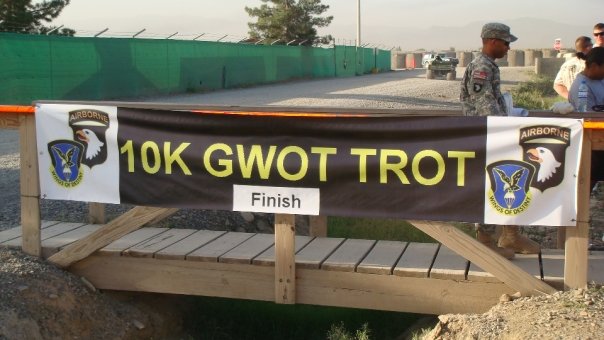 AIRBORNE
WINGS OF DESTINY
10K GWOT TROT
Finish
AIRBORNE
WINGS OF DESTINY